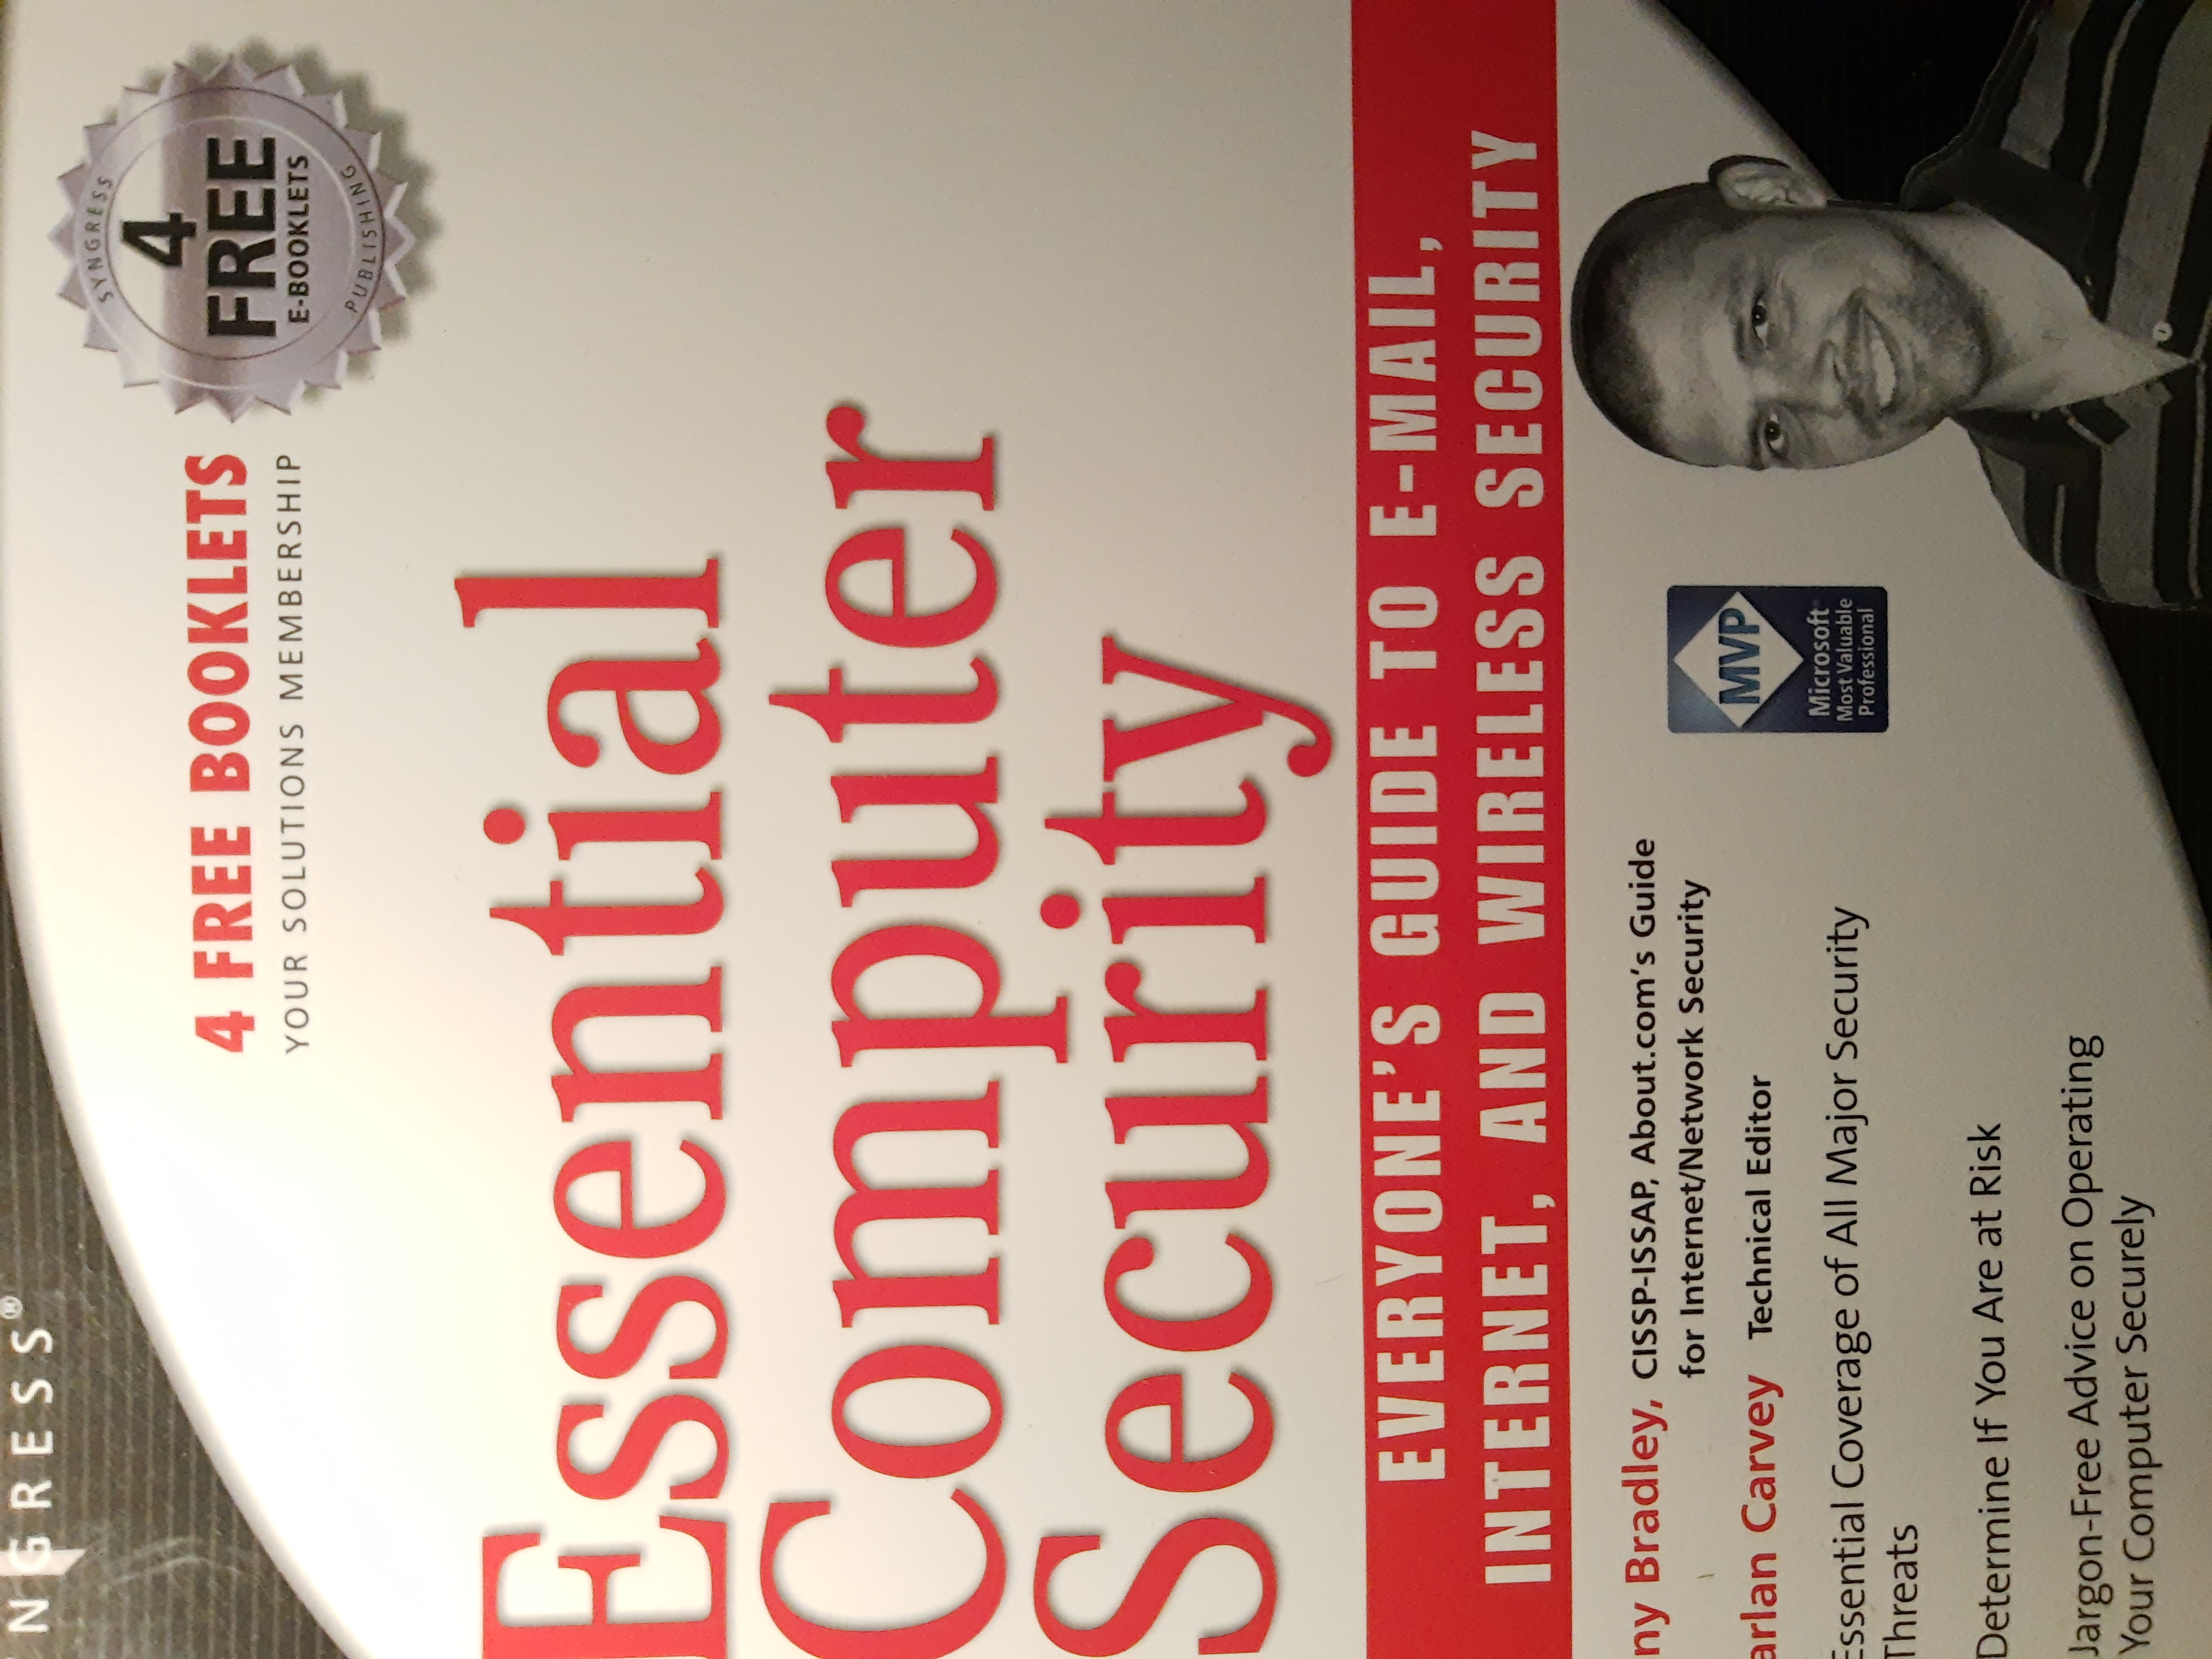 NGRESS®
4 FREE BOOKLETS
YOUR SOLUTIONS MEMBERSHIP
SYNGRESS
4
FREE
E-BOOKLETS
PUBLISHING
Essential
Computer
Security
EVERYONE'S GUIDE TO E-MAIL,
INTERNET, AND WIRELESS SECURITY
ny Bradley, CISSP-ISSAP, About.com's Guide
for Internet/Network Security
arlan Carvey Technical Editor
MVP
Microsoft
Most Valuable
Professional
Essential Coverage of All Major Security
Threats
Determine If You Are at Risk
Jargon-Free Advice on Operating
Your Computer Securely